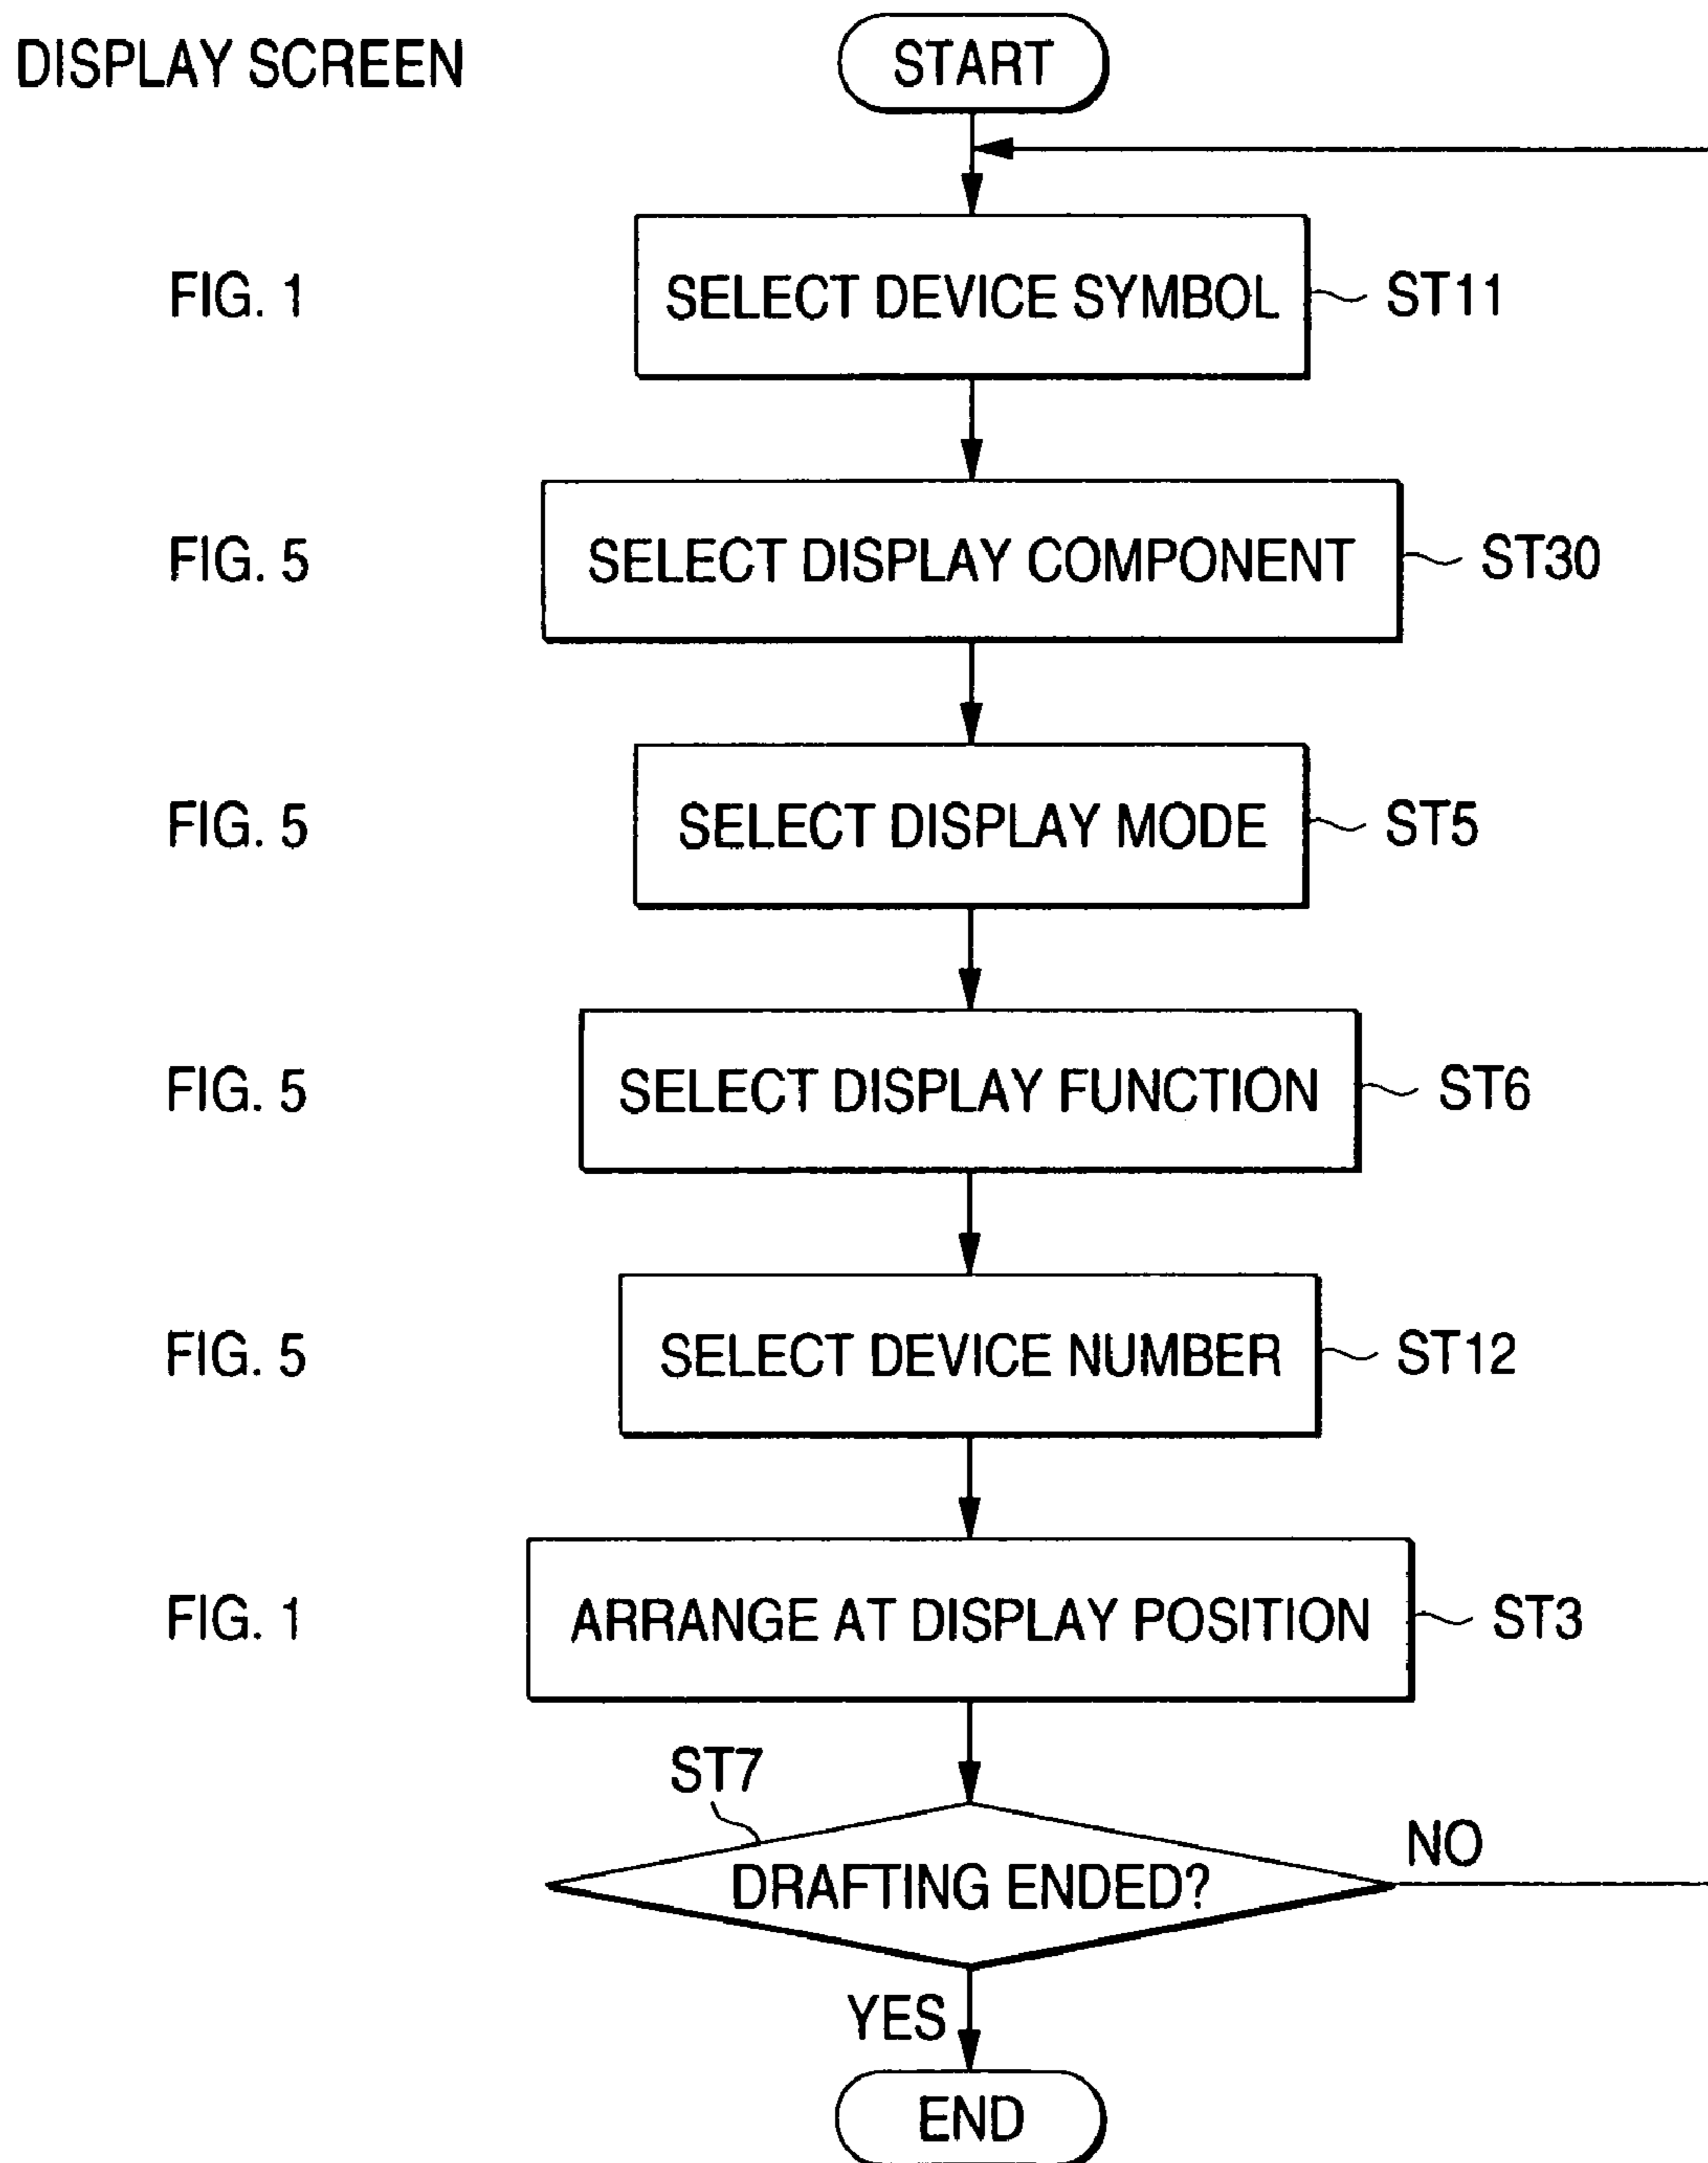 DISPLAY SCREEN
START
FIG. 1
SELECT DEVICE SYMBOL
ST11
FIG. 5
SELECT DISPLAY COMPONENT
ST30
FIG. 5
SELECT DISPLAY MODE
ST5
FIG. 5
SELECT DISPLAY FUNCTION
ST6
FIG. 5
SELECT DEVICE NUMBER
ST12
FIG. 1
ARRANGE AT DISPLAY POSITION
ST3
ST7
DRAFTING ENDED?
NO
YES
END